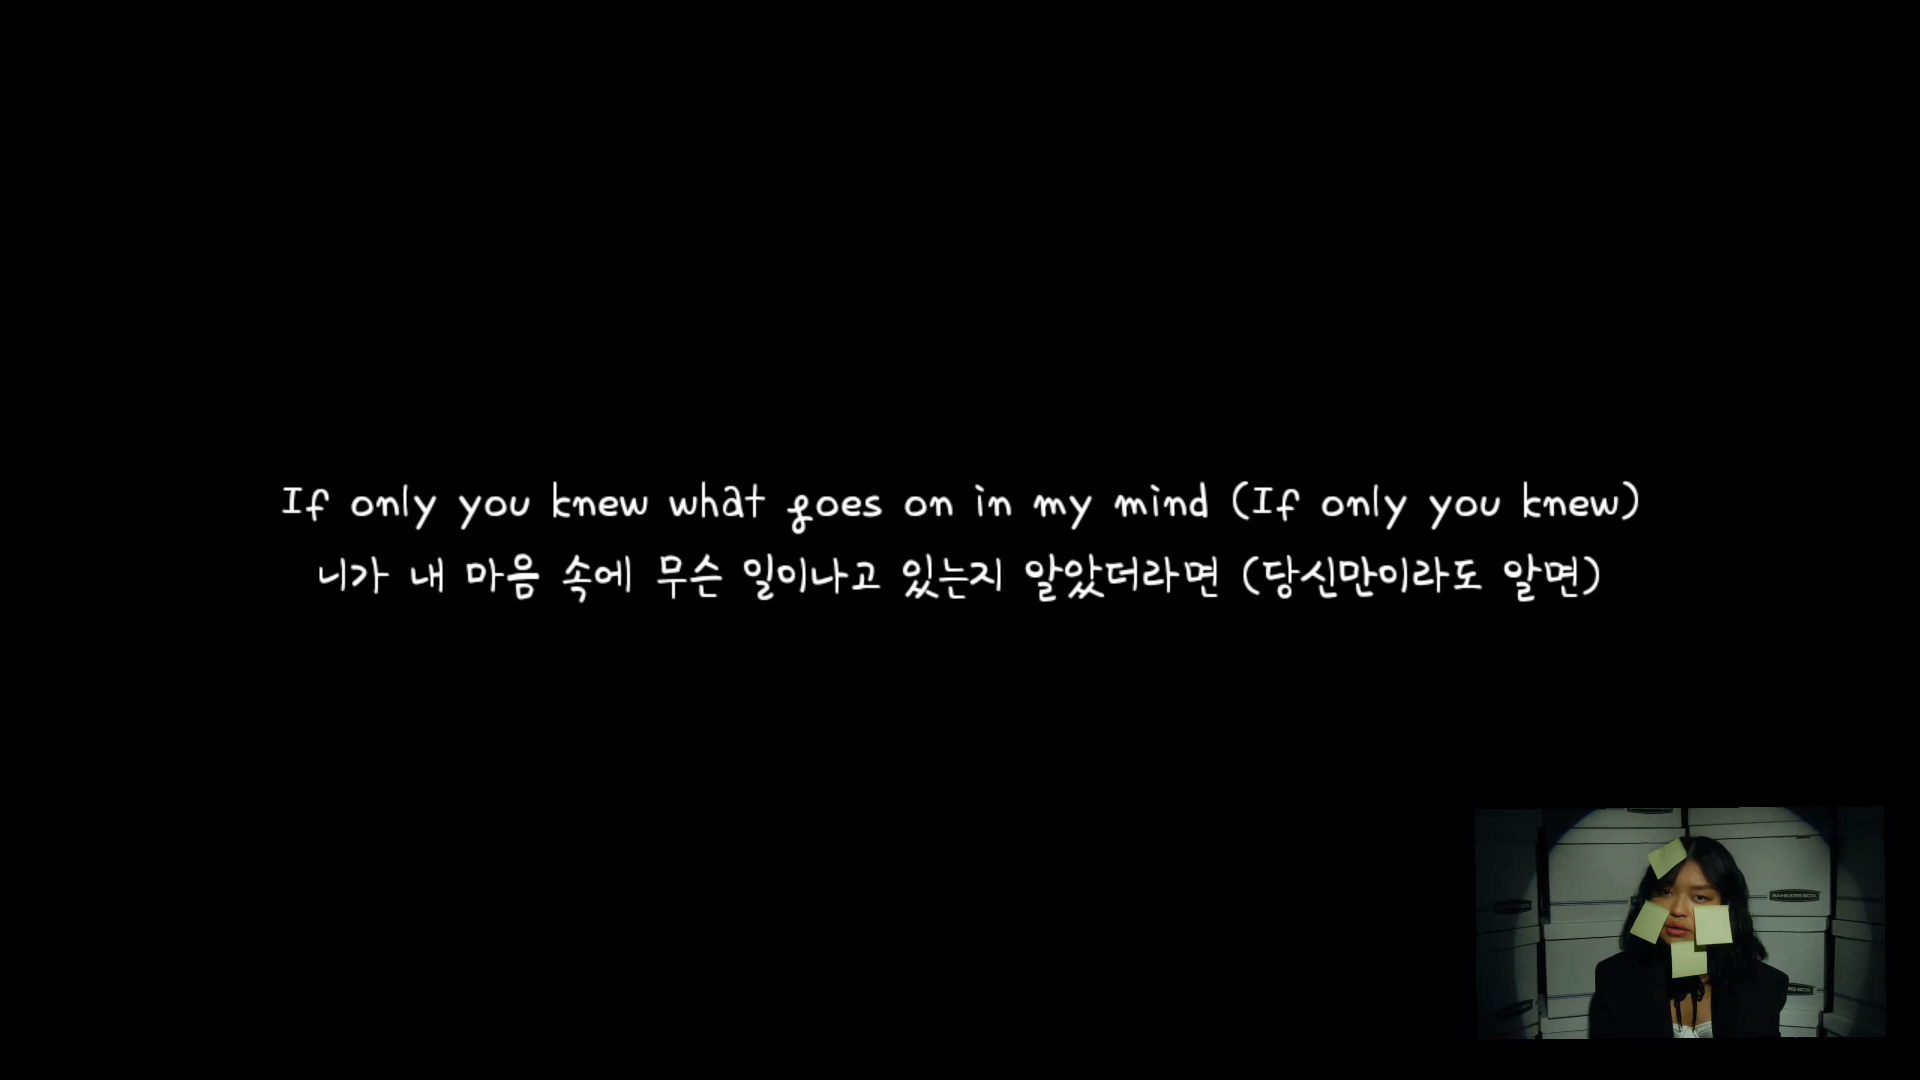 If only you knew what goes on in my mind (If only you knew)
니가 내 마음 속에 무슨 일이나고 있는지 알았더라면 (당신만이라도 알면)
BANKERS BOX